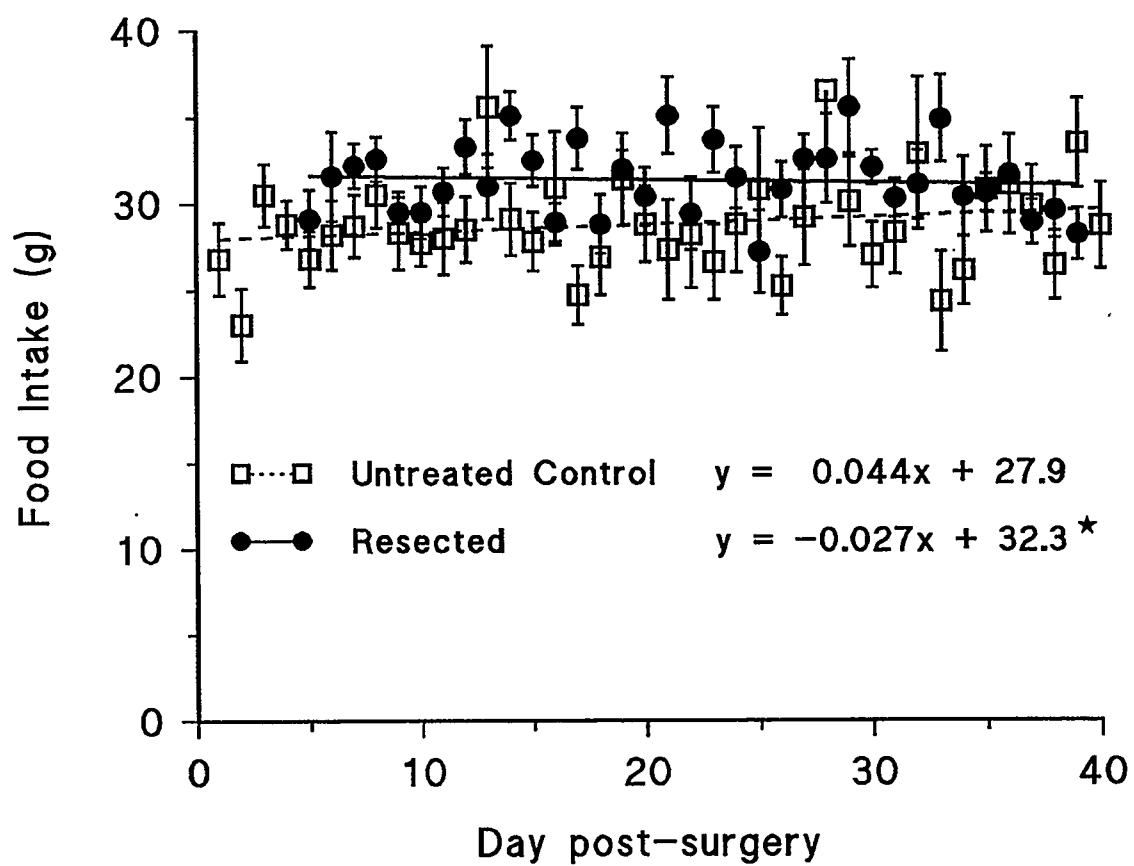 40
30
20
10
0
0 10 20 30 40
Food Intake (g)
Untreated Control y = 0.044x + 27.9
Resected y = −0.027x + 32.3 ★
Day post−surgery